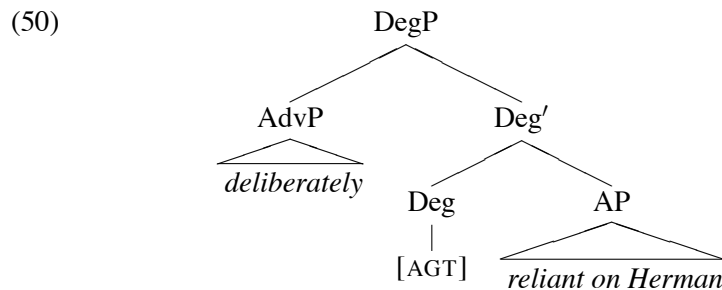 (50) DegP
AdvP Deg′
deliberately
Deg AP
[AGT] reliant on Herman